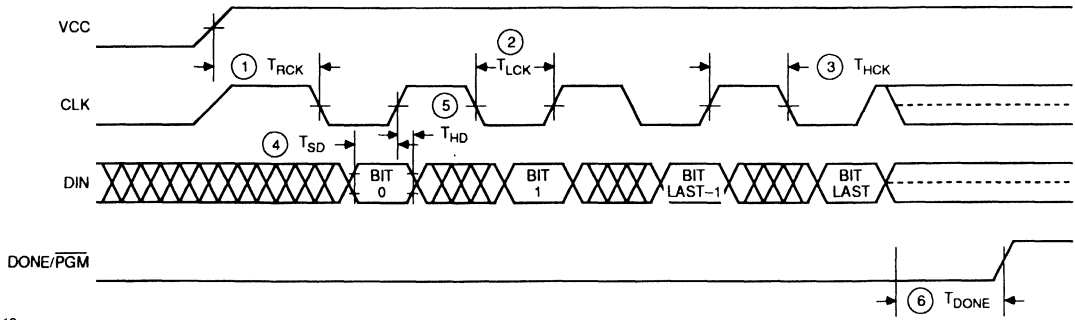 VCC
② 
① T_RCK
T_LCK
③ T_HCK
CLK
⑤
④ T_SD
T_HD
DIN
BIT 0
BIT 1
BIT LAST–1
BIT LAST
DONE/PGM
⑥ T_DONE